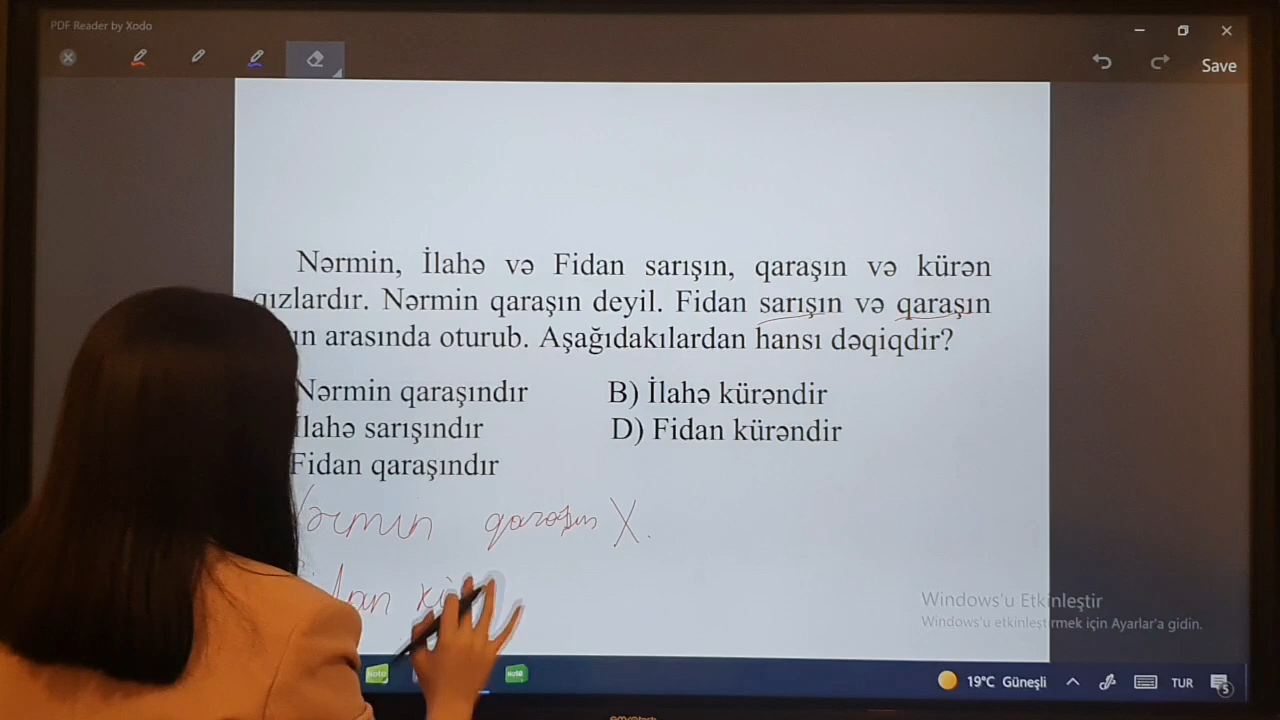 PDF Reader by Xodo
Save
Nərmin, İlahə və Fidan sarışın, qaraşın və kürən
qızlardır. Nərmin qaraşın deyil. Fidan sarışın və qaraşın
arasında oturub. Aşağıdakılardan hansı dəqiqdir?
Nərmin qaraşındır B) İlahə kürəndir
İlahə sarışındır D) Fidan kürəndir
Fidan qaraşındır
Nərmin qaraşın X.
Windows'u Etkinleştir
Windows'u etkinleştirmek için Ayarlar'a gidin.
19°C Güneşli TUR 5